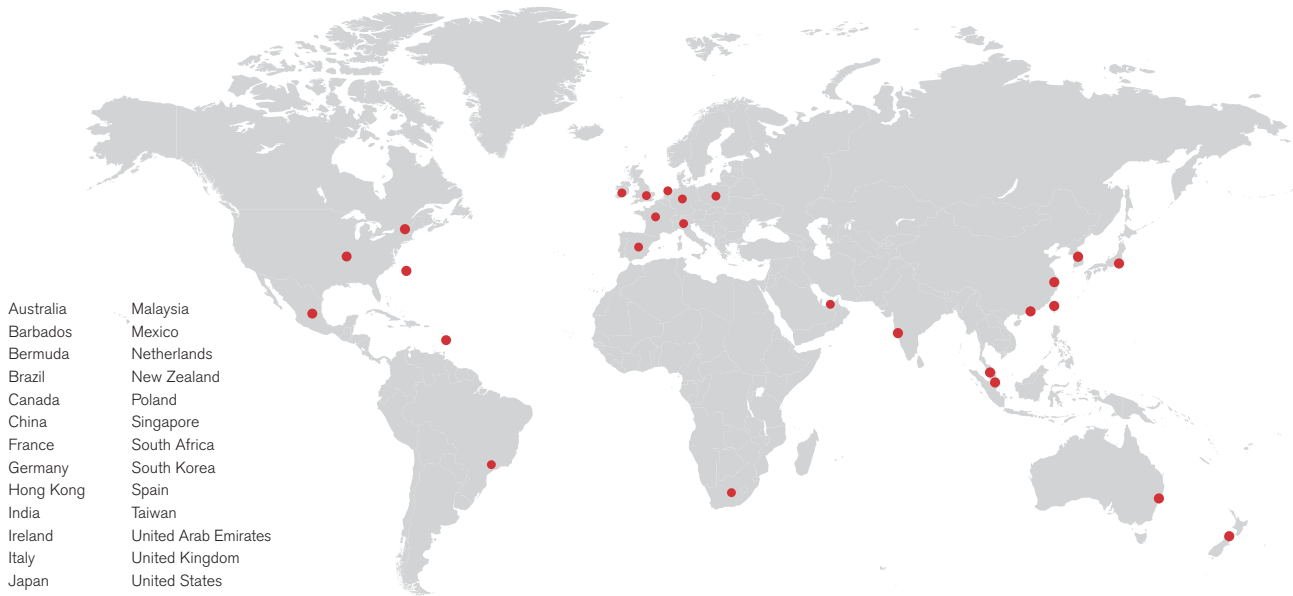 Australia
Barbados
Bermuda
Brazil
Canada
China
France
Germany
Hong Kong
India
Ireland
Italy
Japan
Malaysia
Mexico
Netherlands
New Zealand
Poland
Singapore
South Africa
South Korea
Spain
Taiwan
United Arab Emirates
United Kingdom
United States